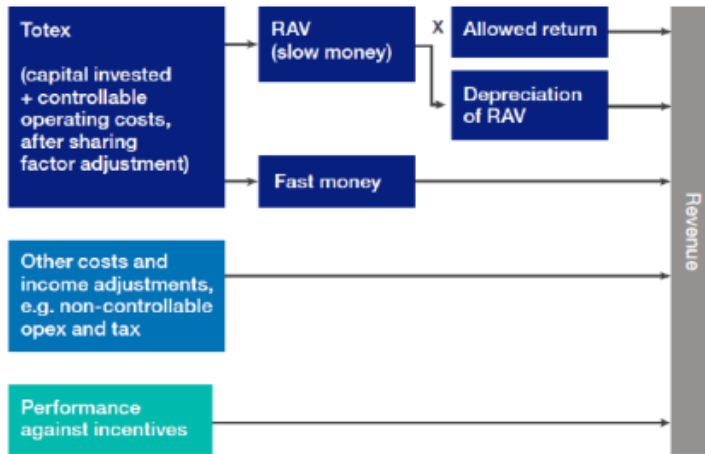 Totex
(capital invested
+ controllable
operating costs,
after sharing
factor adjustment)
RAV
(slow money)
X
Allowed return
Depreciation
of RAV
Fast money
Other costs and
income adjustments,
e.g. non-controllable
opex and tax
Performance
against incentives
Revenue